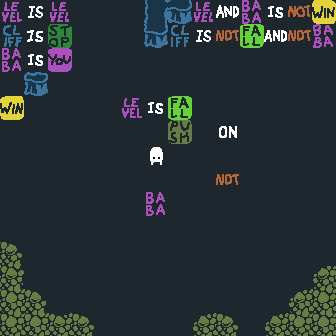 LEVEL IS LEVEL LEVEL AND BABA IS NOT WIN
CLIFF IS STOP CLIFF IS NOT FALL AND NOT BABA
BABA IS YOU
WIN LEVEL IS FALL
PUSH ON
NOT
BABA